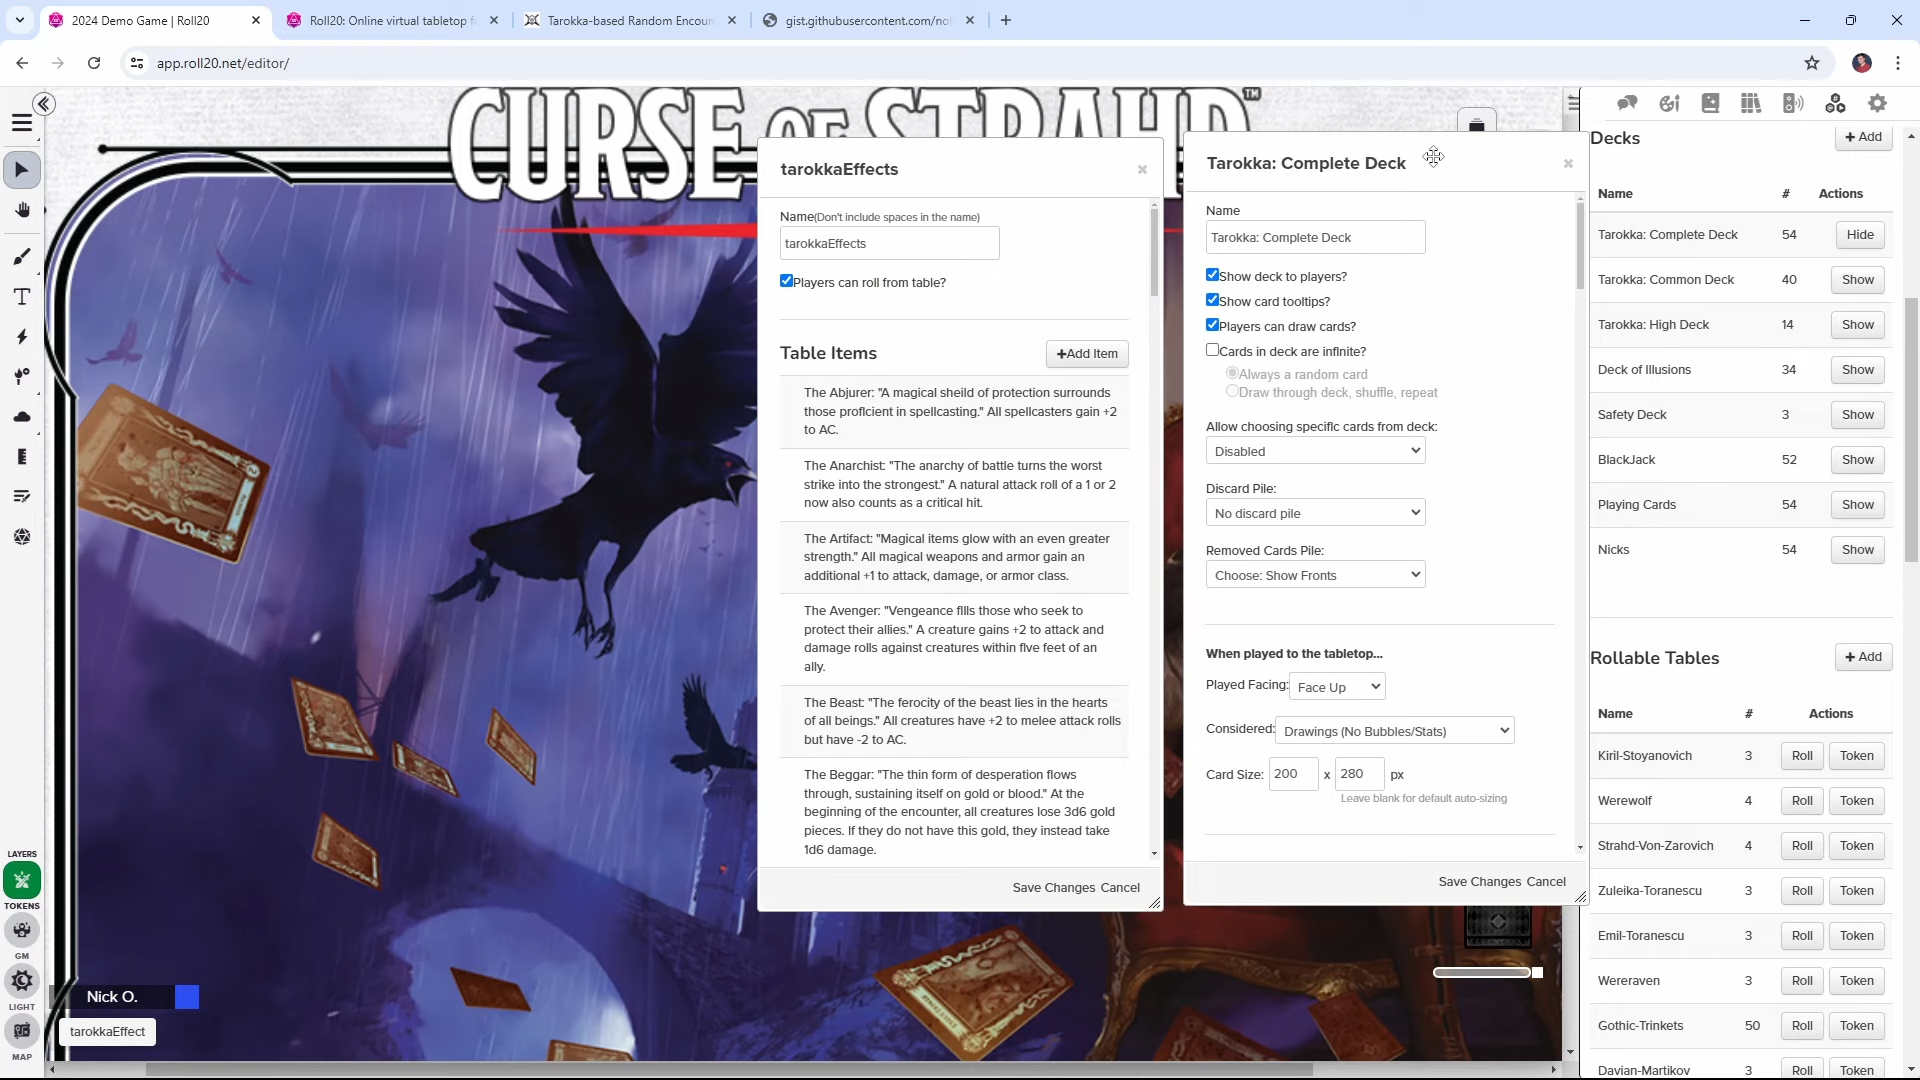 2024 Demo Game | Roll20
Roll20: Online virtual tabletop f
Tarokka-based Random Encoun
gist.githubusercontent.com/no
app.roll20.net/editor/
CURSE OF STRAHD™
LAYERS
TOKENS
GM
LIGHT
MAP
Nick O.
tarokkaEffect
tarokkaEffects
Name(Don't include spaces in the name)
tarokkaEffects
Players can roll from table?
Table Items
+Add Item
The Abjurer: "A magical sheild of protection surrounds
those proficient in spellcasting." All spellcasters gain +2
to AC.
The Anarchist: "The anarchy of battle turns the worst
strike into the strongest." A natural attack roll of a 1 or 2
now also counts as a critical hit.
The Artifact: "Magical items glow with an even greater
strength." All magical weapons and armor gain an
additional +1 to attack, damage, or armor class.
The Avenger: "Vengeance fills those who seek to
protect their allies." A creature gains +2 to attack and
damage rolls against creatures within five feet of an
ally.
The Beast: "The ferocity of the beast lies in the hearts
of all beings." All creatures have +2 to melee attack rolls
but have -2 to AC.
The Beggar: "The thin form of desperation flows
through, sustaining itself on gold or blood." At the
beginning of the encounter, all creatures lose 3d6 gold
pieces. If they do not have this gold, they instead take
1d6 damage.
Save Changes Cancel
Tarokka: Complete Deck
Name
Tarokka: Complete Deck
Show deck to players?
Show card tooltips?
Players can draw cards?
Cards in deck are infinite?
Always a random card
Draw through deck, shuffle, repeat
Allow choosing specific cards from deck:
Disabled
Discard Pile:
No discard pile
Removed Cards Pile:
Choose: Show Fronts
When played to the tabletop...
Played Facing: Face Up
Considered: Drawings (No Bubbles/Stats)
Card Size: 200 x 280 px
Leave blank for default auto-sizing
Save Changes Cancel
Decks
+ Add
Name # Actions
Tarokka: Complete Deck 54 Hide
Tarokka: Common Deck 40 Show
Tarokka: High Deck 14 Show
Deck of Illusions 34 Show
Safety Deck 3 Show
BlackJack 52 Show
Playing Cards 54 Show
Nicks 54 Show
Rollable Tables
+ Add
Name # Actions
Kiril-Stoyanovich 3 Roll Token
Werewolf 4 Roll Token
Strahd-Von-Zarovich 4 Roll Token
Zuleika-Toranescu 3 Roll Token
Emil-Toranescu 3 Roll Token
Wereraven 3 Roll Token
Gothic-Trinkets 50 Roll Token
Davian-Martikov 3 Roll Token